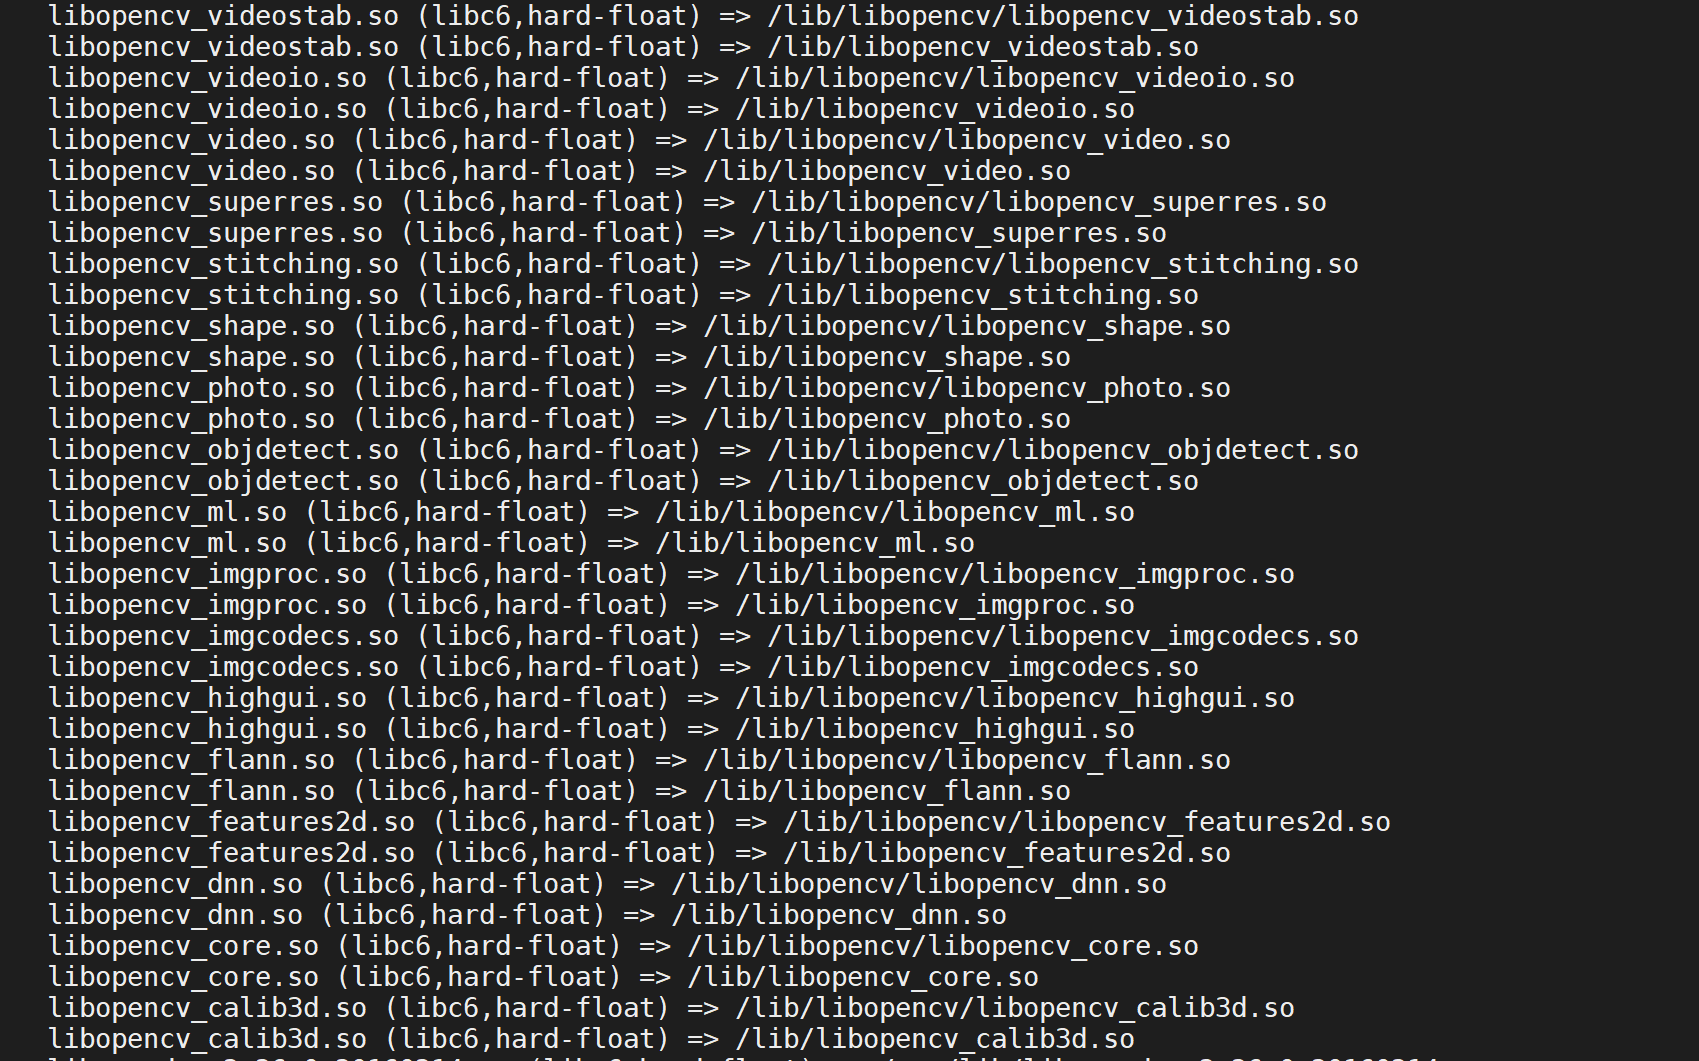 libopencv_videostab.so (libc6,hard-float) => /lib/libopencv/libopencv_videostab.so
libopencv_videostab.so (libc6,hard-float) => /lib/libopencv_videostab.so
libopencv_videoio.so (libc6,hard-float) => /lib/libopencv/libopencv_videoio.so
libopencv_videoio.so (libc6,hard-float) => /lib/libopencv_videoio.so
libopencv_video.so (libc6,hard-float) => /lib/libopencv/libopencv_video.so
libopencv_video.so (libc6,hard-float) => /lib/libopencv_video.so
libopencv_superres.so (libc6,hard-float) => /lib/libopencv/libopencv_superres.so
libopencv_superres.so (libc6,hard-float) => /lib/libopencv_superres.so
libopencv_stitching.so (libc6,hard-float) => /lib/libopencv/libopencv_stitching.so
libopencv_stitching.so (libc6,hard-float) => /lib/libopencv_stitching.so
libopencv_shape.so (libc6,hard-float) => /lib/libopencv/libopencv_shape.so
libopencv_shape.so (libc6,hard-float) => /lib/libopencv_shape.so
libopencv_photo.so (libc6,hard-float) => /lib/libopencv/libopencv_photo.so
libopencv_photo.so (libc6,hard-float) => /lib/libopencv_photo.so
libopencv_objdetect.so (libc6,hard-float) => /lib/libopencv/libopencv_objdetect.so
libopencv_objdetect.so (libc6,hard-float) => /lib/libopencv_objdetect.so
libopencv_ml.so (libc6,hard-float) => /lib/libopencv/libopencv_ml.so
libopencv_ml.so (libc6,hard-float) => /lib/libopencv_ml.so
libopencv_imgproc.so (libc6,hard-float) => /lib/libopencv/libopencv_imgproc.so
libopencv_imgproc.so (libc6,hard-float) => /lib/libopencv_imgproc.so
libopencv_imgcodecs.so (libc6,hard-float) => /lib/libopencv/libopencv_imgcodecs.so
libopencv_imgcodecs.so (libc6,hard-float) => /lib/libopencv_imgcodecs.so
libopencv_highgui.so (libc6,hard-float) => /lib/libopencv/libopencv_highgui.so
libopencv_highgui.so (libc6,hard-float) => /lib/libopencv_highgui.so
libopencv_flann.so (libc6,hard-float) => /lib/libopencv/libopencv_flann.so
libopencv_flann.so (libc6,hard-float) => /lib/libopencv_flann.so
libopencv_features2d.so (libc6,hard-float) => /lib/libopencv/libopencv_features2d.so
libopencv_features2d.so (libc6,hard-float) => /lib/libopencv_features2d.so
libopencv_dnn.so (libc6,hard-float) => /lib/libopencv/libopencv_dnn.so
libopencv_dnn.so (libc6,hard-float) => /lib/libopencv_dnn.so
libopencv_core.so (libc6,hard-float) => /lib/libopencv/libopencv_core.so
libopencv_core.so (libc6,hard-float) => /lib/libopencv_core.so
libopencv_calib3d.so (libc6,hard-float) => /lib/libopencv/libopencv_calib3d.so
libopencv_calib3d.so (libc6,hard-float) => /lib/libopencv_calib3d.so